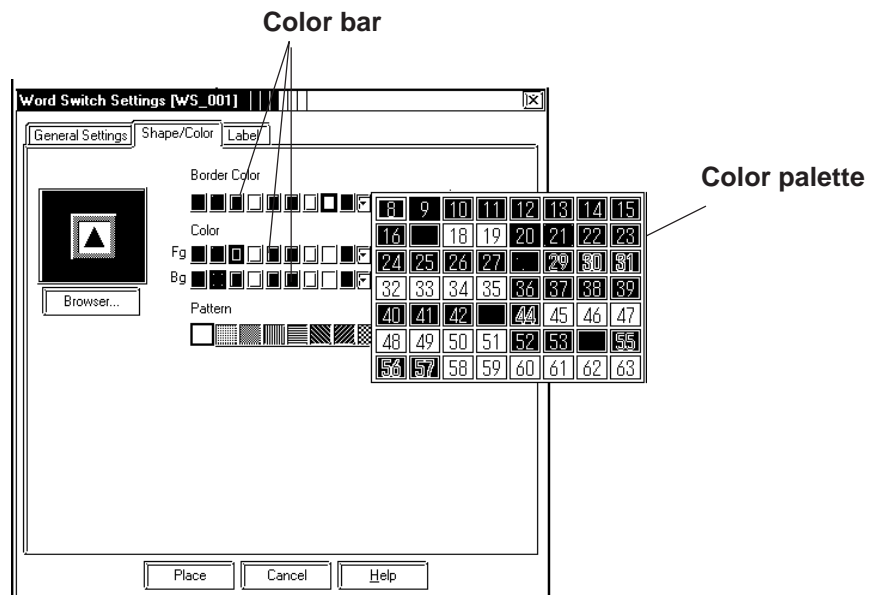 Color bar
Word Switch Settings [WS_001]
General Settings Shape/Color Label
Border Color
Color palette
8 9 10 11 12 13 14 15
Color
16 18 19 20 21 22 23
Fg
24 25 26 27 29 30 31
Bg
32 33 34 35 36 37 38 39
Browser...
Pattern
40 41 42 44 45 46 47
48 49 50 51 52 53 55
56 57 58 59 60 61 62 63
Place Cancel Help